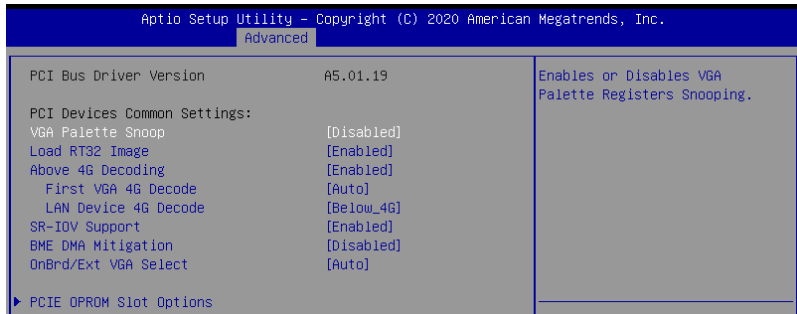 Aptio Setup Utility – Copyright (C) 2020 American Megatrends, Inc.
Advanced
PCI Bus Driver Version A5.01.19
PCI Devices Common Settings:
VGA Palette Snoop [Disabled]
Load RT32 Image [Enabled]
Above 4G Decoding [Enabled]
First VGA 4G Decode [Auto]
LAN Device 4G Decode [Below_4G]
SR-IOV Support [Enabled]
BME DMA Mitigation [Disabled]
OnBrd/Ext VGA Select [Auto]
PCIE OPROM Slot Options
Enables or Disables VGA
Palette Registers Snooping.